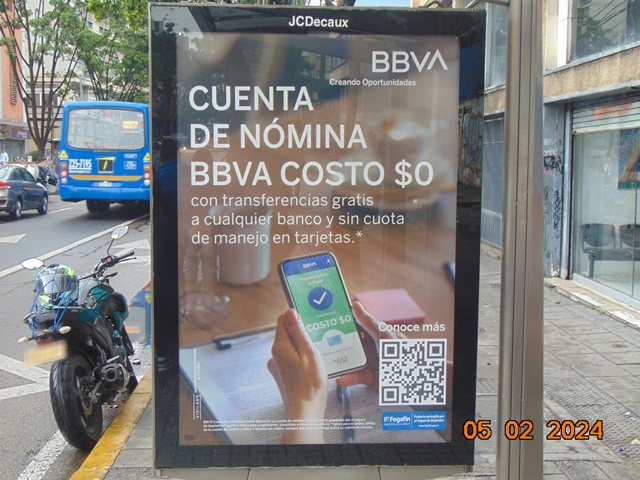 JCDecaux
BBVA
Creando Oportunidades
CUENTA
DE NÓMINA
BBVA COSTO $0
con transferencias gratis
a cualquier banco y sin cuota
de manejo en tarjetas.*
BBVA
COSTO $0
Conoce más
Fogafín
05 02 2024